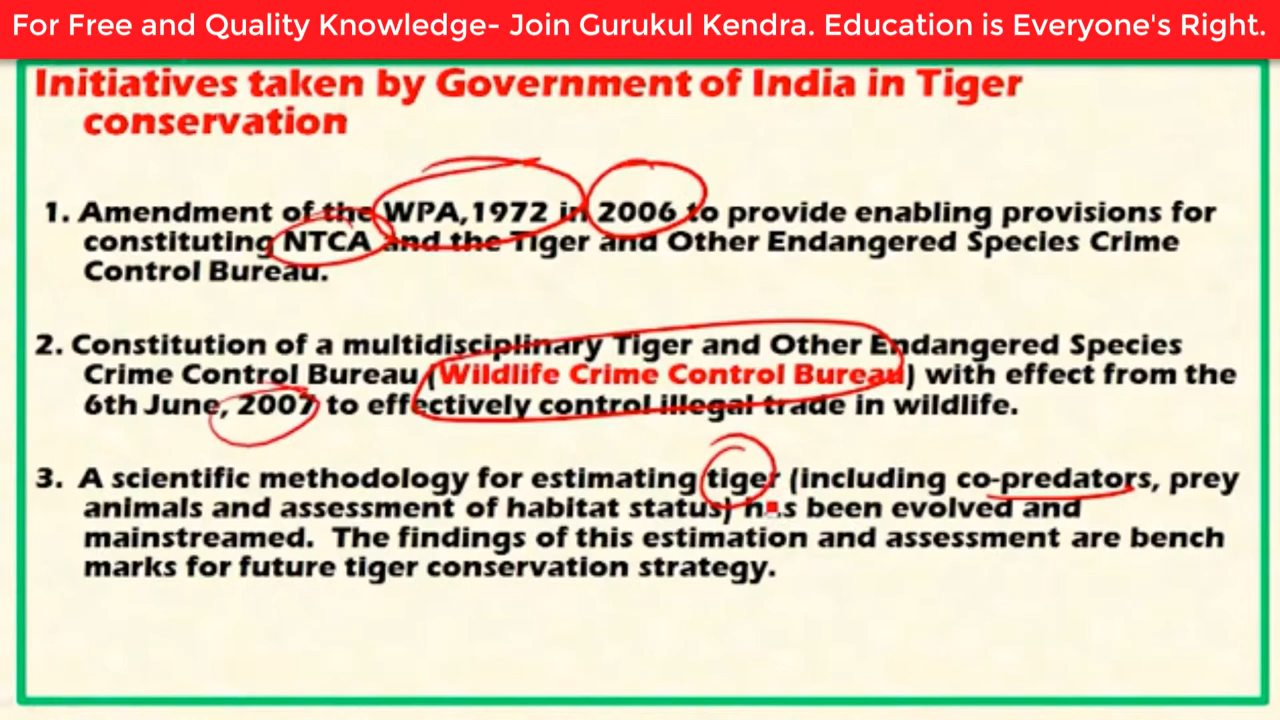 For Free and Quality Knowledge- Join Gurukul Kendra. Education is Everyone's Right.
Initiatives taken by Government of India in Tiger
conservation
1. Amendment of the WPA,1972 in 2006 to provide enabling provisions for
constituting NTCA and the Tiger and Other Endangered Species Crime
Control Bureau.
2. Constitution of a multidisciplinary Tiger and Other Endangered Species
Crime Control Bureau (Wildlife Crime Control Bureau) with effect from the
6th June, 2007 to effectively control illegal trade in wildlife.
3. A scientific methodology for estimating tiger (including co-predators, prey
animals and assessment of habitat status) has been evolved and
mainstreamed. The findings of this estimation and assessment are bench
marks for future tiger conservation strategy.